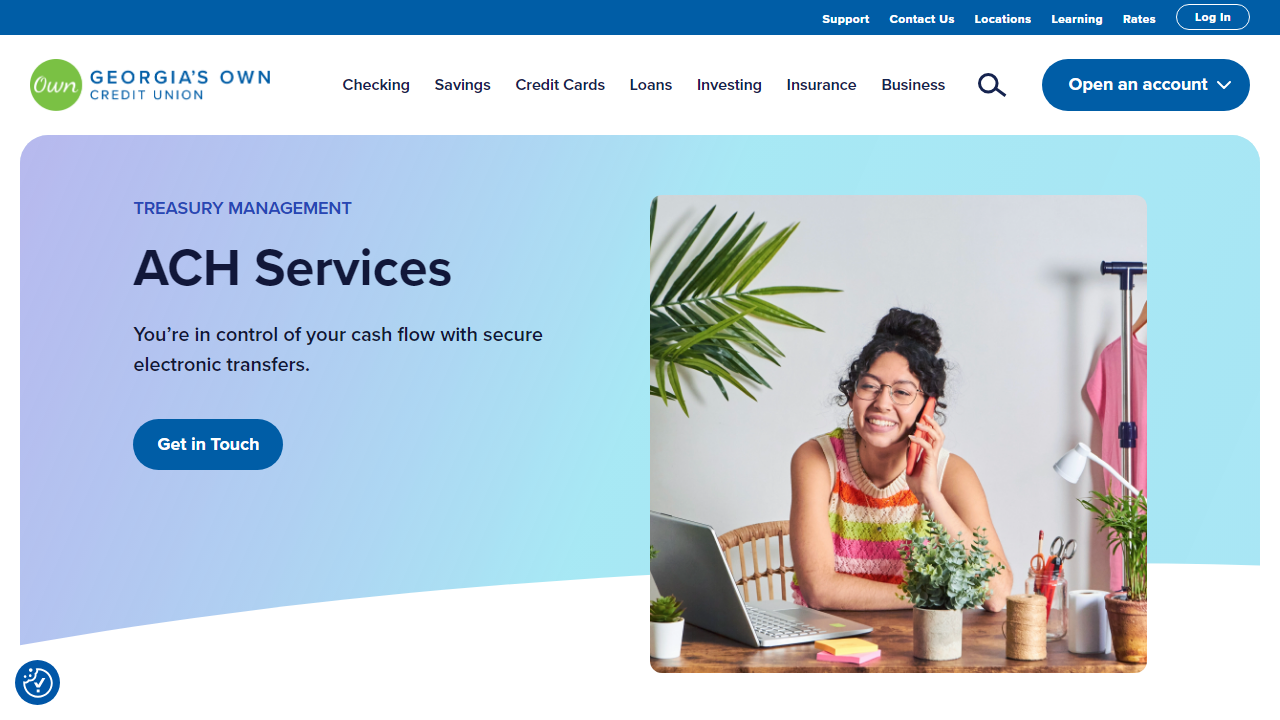 Support Contact Us Locations Learning Rates Log In
Own GEORGIA'S OWN
CREDIT UNION
Checking Savings Credit Cards Loans Investing Insurance Business Open an account
TREASURY MANAGEMENT
ACH Services
You're in control of your cash flow with secure
electronic transfers.
Get in Touch